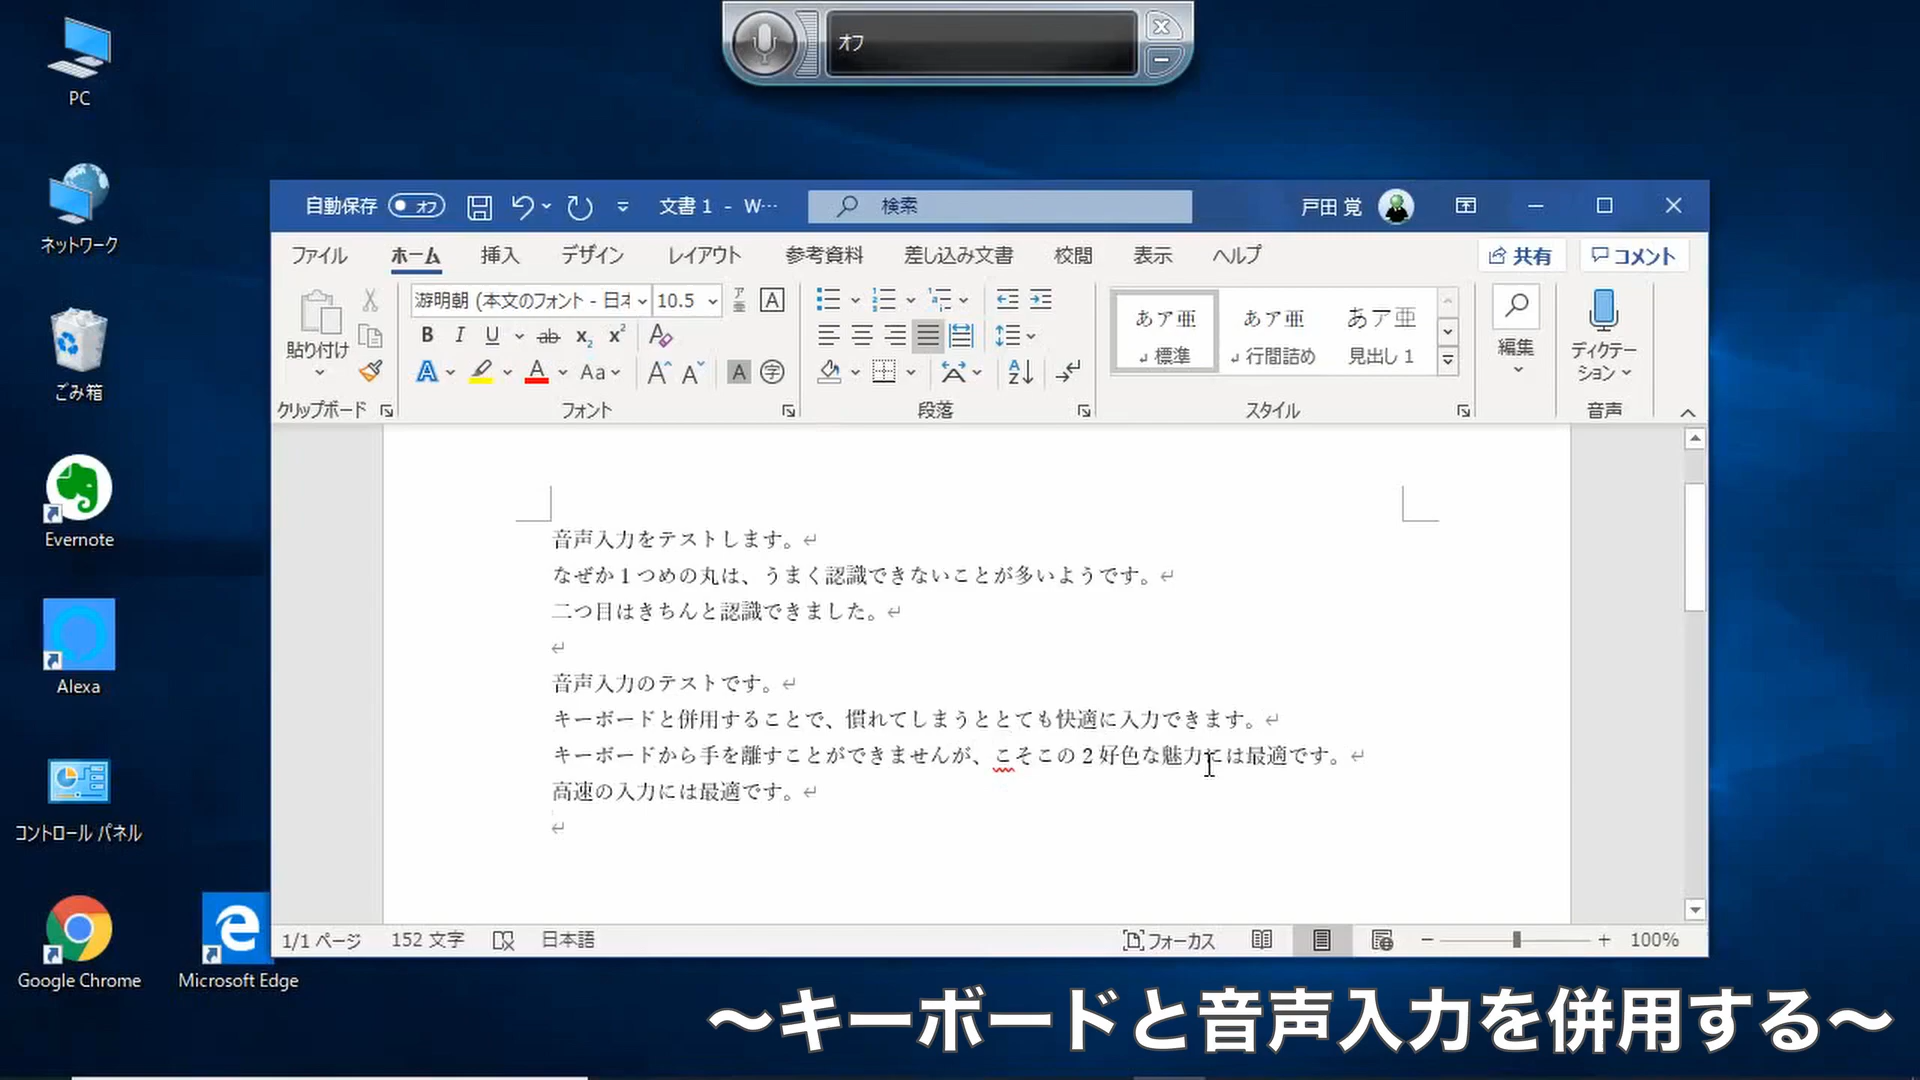 オフ
PC
ネットワーク
ごみ箱
Evernote
Alexa
コントロール パネル
Google Chrome
Microsoft Edge
自動保存 オフ 文書 1 - W… 検索 戸田 覚
ファイル ホーム 挿入 デザイン レイアウト 参考資料 差し込み文書 校閲 表示 ヘルプ 共有 コメント
貼り付け
クリップボード
游明朝 (本文のフォント - 日本 10.5 ア亜 A
B I U ab x₂ x² A
A A Aa A A A 字
フォント
段落
あア亜 あア亜 あア亜
標準 行間詰め 見出し 1
スタイル
編集
ディクテー
ション
音声
音声入力をテストします。
なぜか 1 つめの丸は、うまく認識できないことが多いようです。
二つ目はきちんと認識できました。
音声入力のテストです。
キーボードと併用することで、慣れてしまうととても快適に入力できます。
キーボードから手を離すことができませんが、こそこの 2 好色な魅力には最適です。
高速の入力には最適です。
1/1 ページ 152 文字 日本語 フォーカス 100%
〜キーボードと音声入力を併用する〜